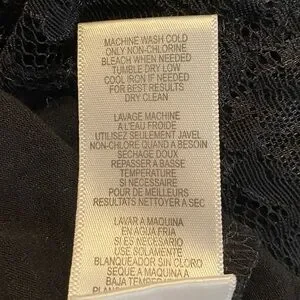 MACHINE WASH COLD
ONLY NON-CHLORINE
BLEACH WHEN NEEDED
TUMBLE DRY LOW
COOL IRON IF NEEDED
FOR BEST RESULTS
DRY CLEAN
LAVAGE MACHINE
A L'EAU FROIDE
UTILISEZ SEULEMENT JAVEL
NON-CHLORE QUAND A BESOIN
SECHAGE DOUX
REPASSER A BASSE
TEMPERATURE
SI NECESSAIRE
POUR DE MEILLEURS
RESULTATS NETTOYER A SEC
LAVAR A MAQUINA
EN AGUA FRIA
SI ES NECESARIO
USE SOLAMENTE
BLANQUEADOR SIN CLORO
SEQUE A MAQUINA A
BAJA TEMPERA